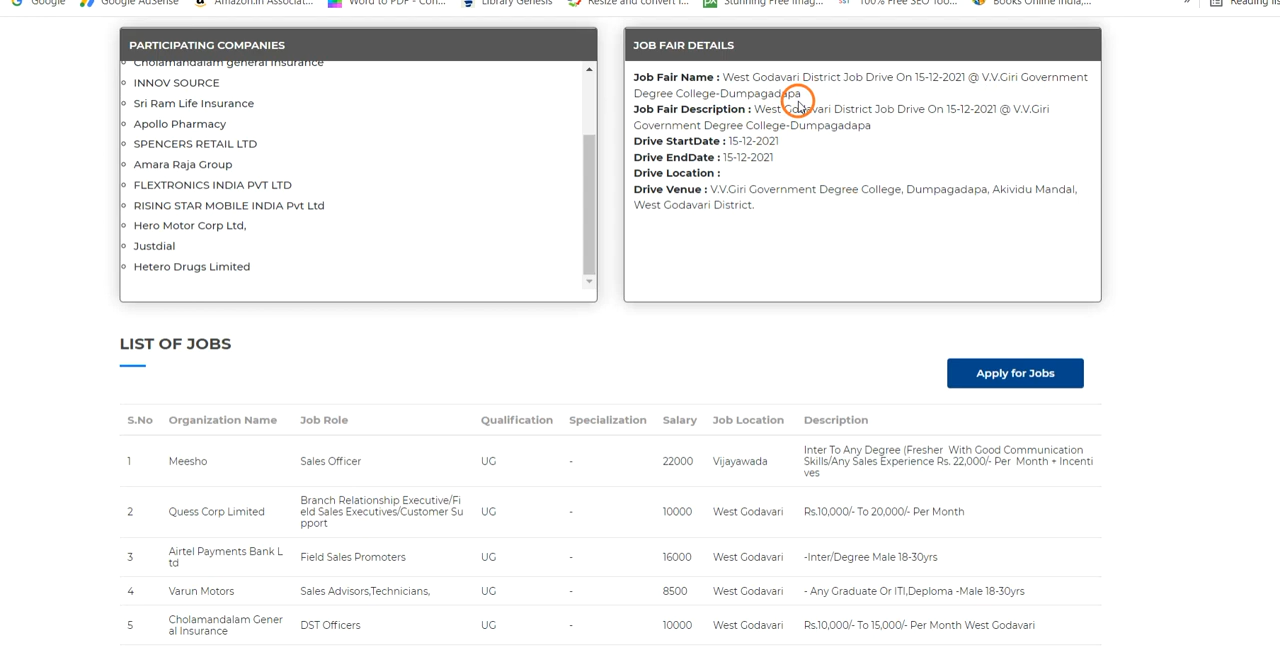 Google
Google AdSense
Amazon.in Associat...
Word to PDF - Con...
Library Genesis
Resize and convert i...
Stunning Free Imag...
100% Free SEO Too...
Books Online India,...
»
Reading list
PARTICIPATING COMPANIES
Cholamandalam general Insurance
INNOV SOURCE
Sri Ram Life Insurance
Apollo Pharmacy
SPENCERS RETAIL LTD
Amara Raja Group
FLEXTRONICS INDIA PVT LTD
RISING STAR MOBILE INDIA Pvt Ltd
Hero Motor Corp Ltd,
Justdial
Hetero Drugs Limited
JOB FAIR DETAILS
Job Fair Name : West Godavari District Job Drive On 15-12-2021 @ V.V.Giri Government
Degree College-Dumpagadapa
Job Fair Description : West Godavari District Job Drive On 15-12-2021 @ V.V.Giri
Government Degree College-Dumpagadapa
Drive StartDate : 15-12-2021
Drive EndDate : 15-12-2021
Drive Location :
Drive Venue : V.V.Giri Government Degree College, Dumpagadapa, Akividu Mandal,
West Godavari District.
LIST OF JOBS
Apply for Jobs
S.No Organization Name Job Role Qualification Specialization Salary Job Location Description
1 Meesho Sales Officer UG - 22000 Vijayawada Inter To Any Degree (Fresher With Good Communication
Skills/Any Sales Experience Rs. 22,000/- Per Month + Incenti
ves
2 Quess Corp Limited Branch Relationship Executive/Fi
eld Sales Executives/Customer Su
pport UG - 10000 West Godavari Rs.10,000/- To 20,000/- Per Month
3 Airtel Payments Bank L
td Field Sales Promoters UG - 16000 West Godavari -Inter/Degree Male 18-30yrs
4 Varun Motors Sales Advisors,Technicians, UG - 8500 West Godavari - Any Graduate Or ITI,Deploma -Male 18-30yrs
5 Cholamandalam Gener
al Insurance DST Officers UG - 10000 West Godavari Rs.10,000/- To 15,000/- Per Month West Godavari